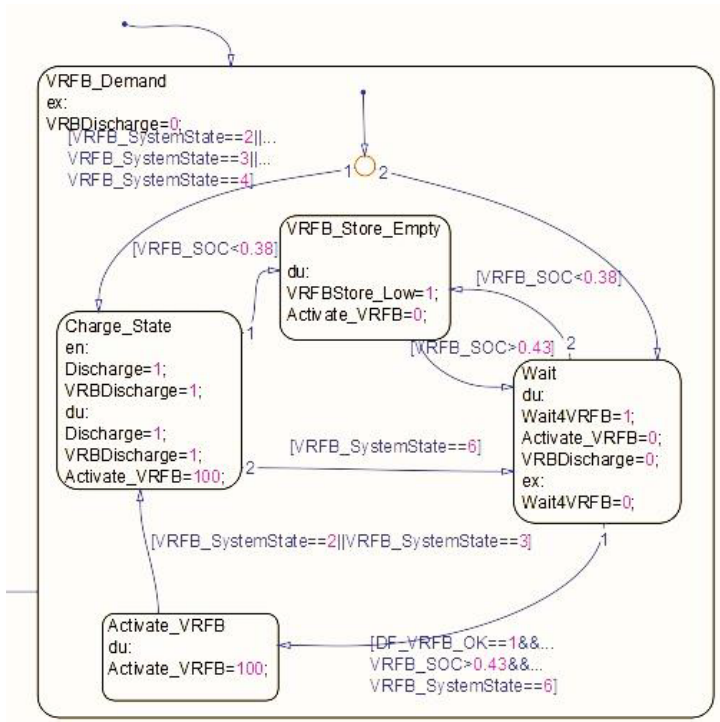 VRFB_Demand
ex:
VRBDischarge=0;
[VRFB_SystemState==2||...
VRFB_SystemState==3||...
VRFB_SystemState==4]
1
2
VRFB_Store_Empty
du:
VRFBStore_Low=1;
Activate_VRFB=0;
[VRFB_SOC<0.38]
[VRFB_SOC<0.38]
1
[VRFB_SOC>0.43]
2
Charge_State
en:
Discharge=1;
VRBDischarge=1;
du:
Discharge=1;
VRBDischarge=1;
Activate_VRFB=100;
Wait
du:
Wait4VRFB=1;
Activate_VRFB=0;
VRBDischarge=0;
ex:
Wait4VRFB=0;
[VRFB_SystemState==6]
2
1
[VRFB_SystemState==2||VRFB_SystemState==3]
Activate_VRFB
du:
Activate_VRFB=100;
[DF_VRFB_OK==1&&...
VRFB_SOC>0.43&&...
VRFB_SystemState==6]